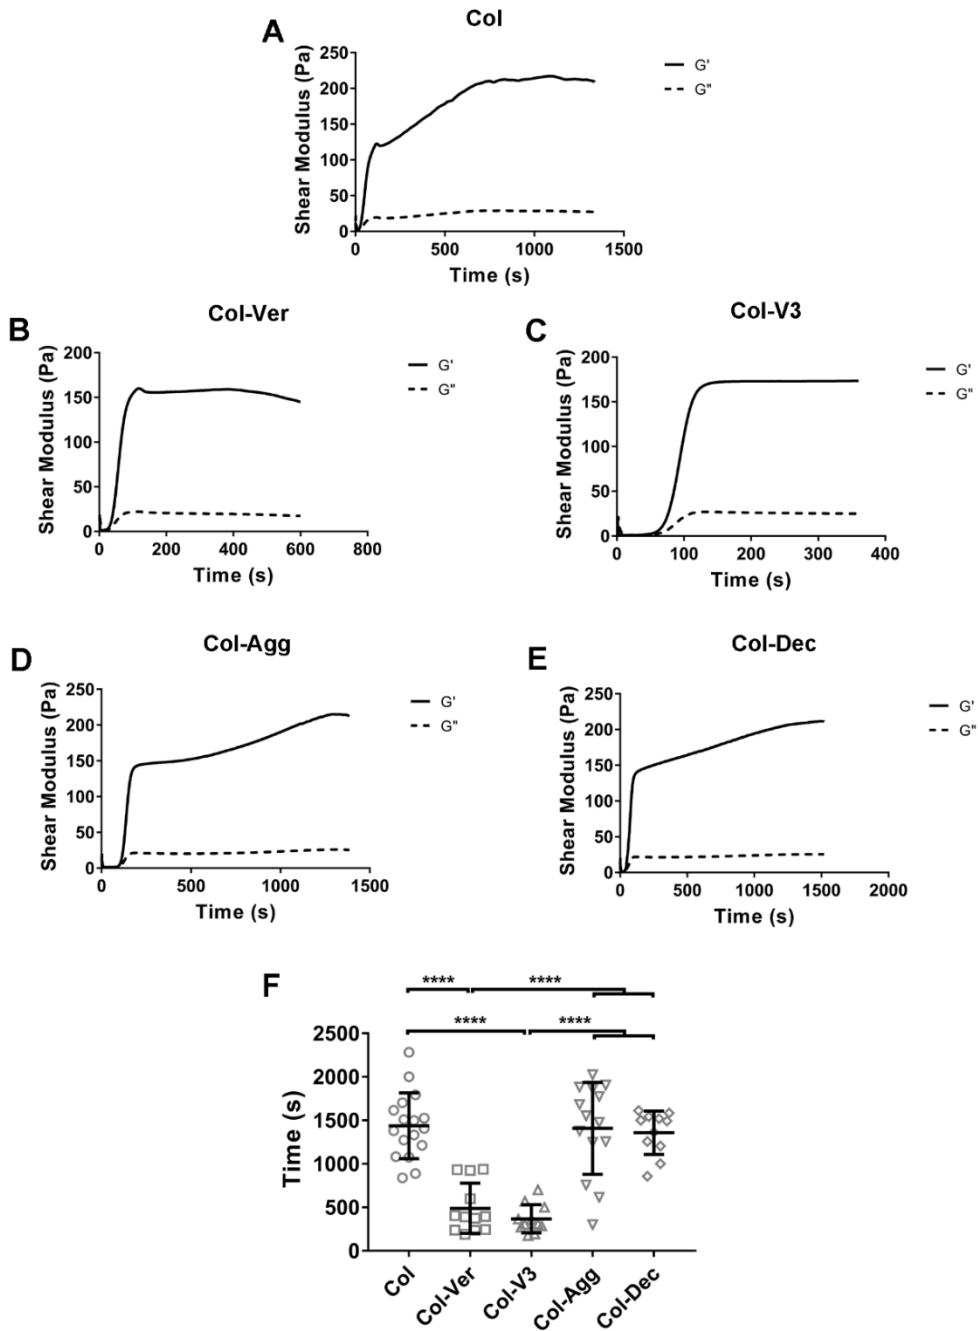 A
Col
Shear Modulus (Pa)
250
200
150
100
50
0
0 500 1000 1500
Time (s)
G'
G"
B
Col-Ver
Shear Modulus (Pa)
200
150
100
50
0
0 200 400 600 800
Time (s)
G'
G"
C
Col-V3
Shear Modulus (Pa)
200
150
100
50
0
0 100 200 300 400
Time (s)
G'
G"
D
Col-Agg
Shear Modulus (Pa)
250
200
150
100
50
0
0 500 1000 1500
Time (s)
G'
G"
E
Col-Dec
Shear Modulus (Pa)
250
200
150
100
50
0
0 500 1000 1500 2000
Time (s)
G'
G"
F
**** ****
**** ****
Time (s)
2500
2000
1500
1000
500
0
Col Col-Ver Col-V3 Col-Agg Col-Dec